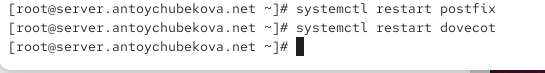 [root@server.antoychubekova.net ~]# systemctl restart postfix
[root@server.antoychubekova.net ~]# systemctl restart dovecot
[root@server.antoychubekova.net ~]#